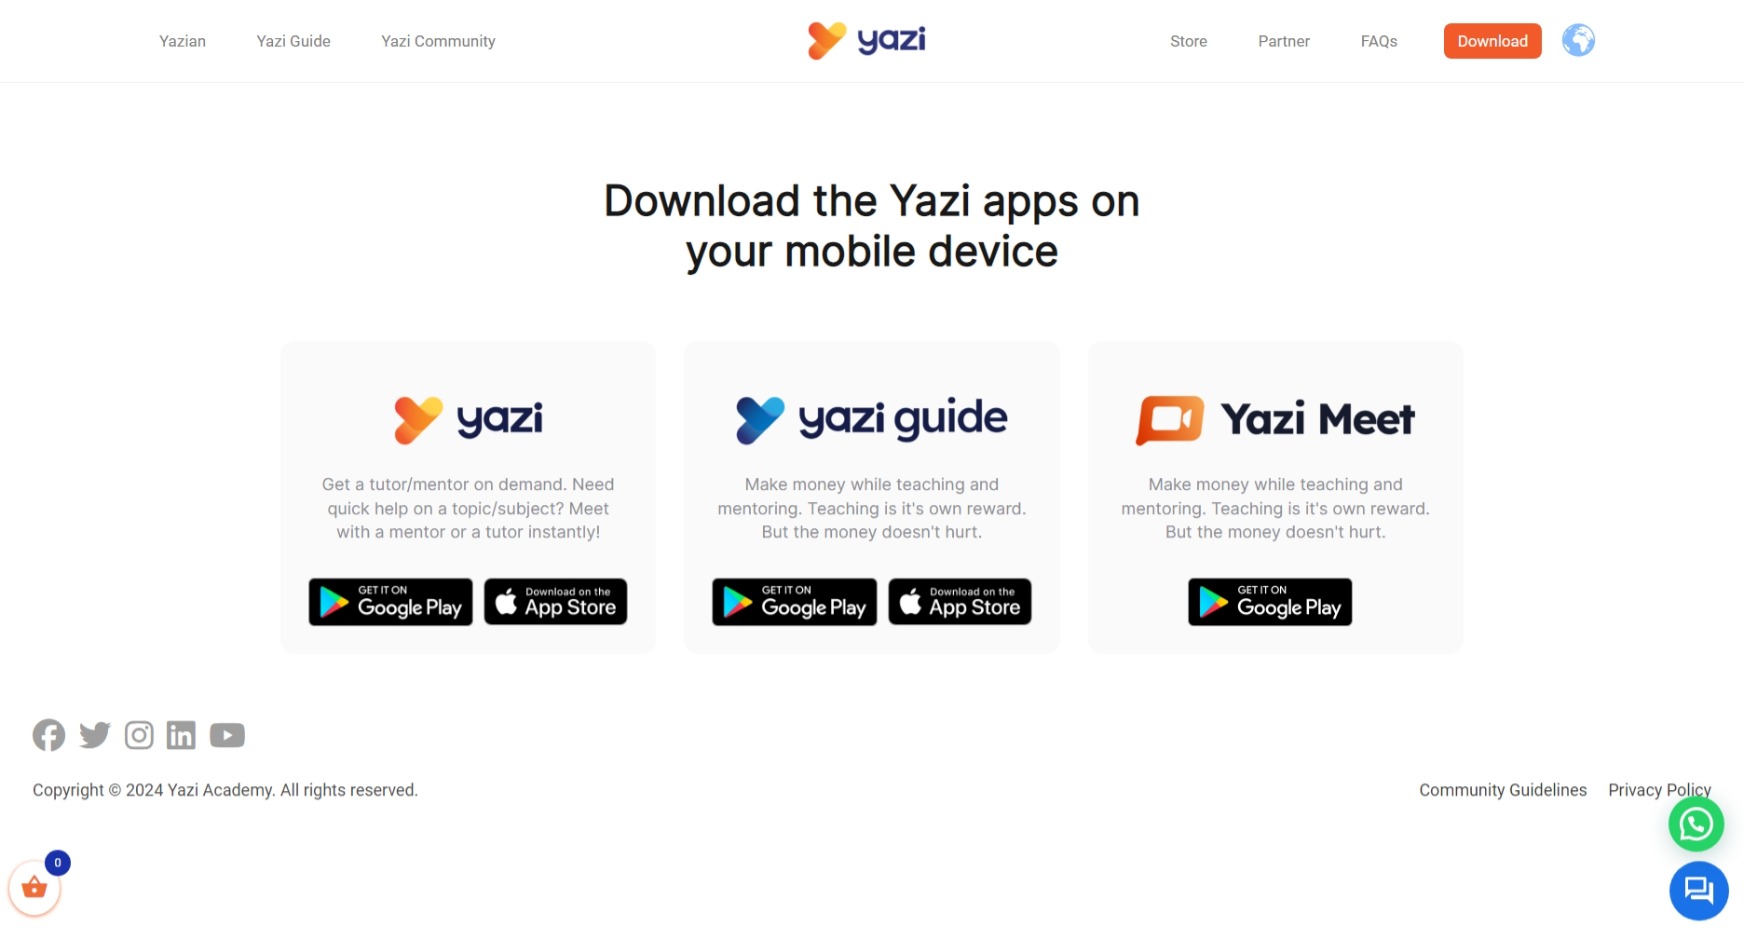 Yazian
Yazi Guide
Yazi Community
yazi
Store
Partner
FAQs
Download
Download the Yazi apps on
your mobile device
yazi
Get a tutor/mentor on demand. Need
quick help on a topic/subject? Meet
with a mentor or a tutor instantly!
GET IT ON
Google Play
Download on the
App Store
yazi guide
Make money while teaching and
mentoring. Teaching is it's own reward.
But the money doesn't hurt.
GET IT ON
Google Play
Download on the
App Store
Yazi Meet
Make money while teaching and
mentoring. Teaching is it's own reward.
But the money doesn't hurt.
GET IT ON
Google Play
in
Copyright © 2024 Yazi Academy. All rights reserved.
Community Guidelines
Privacy Policy
0